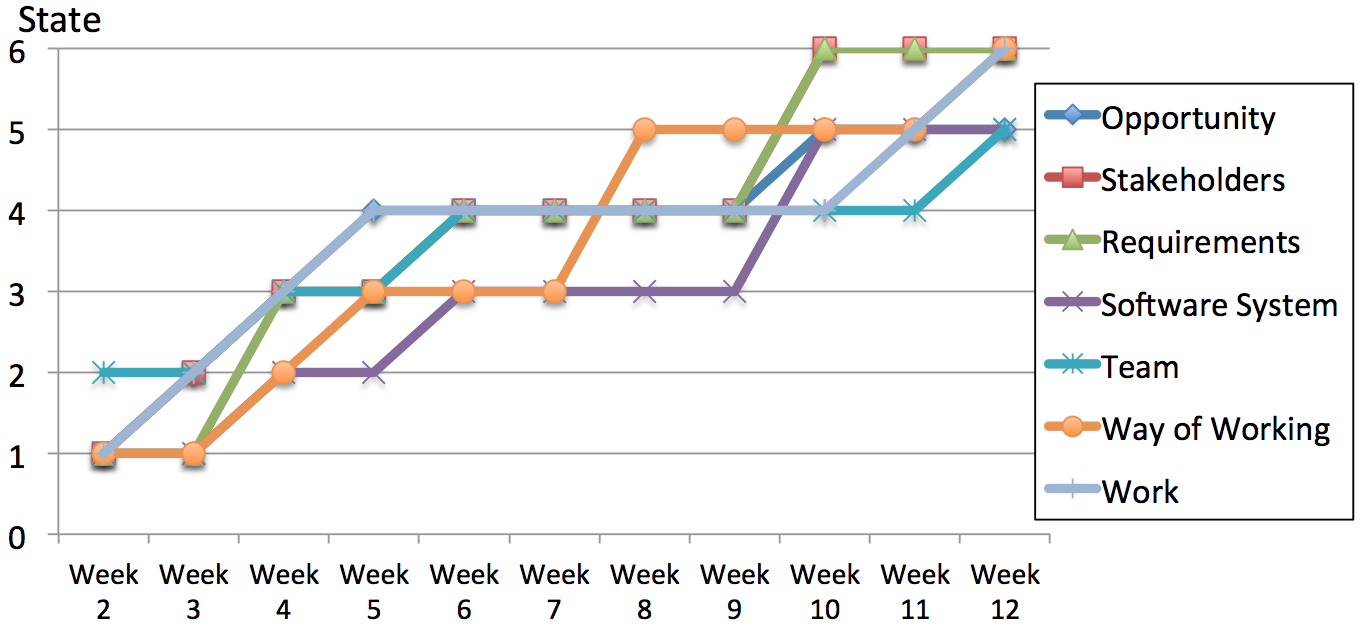 State
6
5
4
3
2
1
0
Week 2
Week 3
Week 4
Week 5
Week 6
Week 7
Week 8
Week 9
Week 10
Week 11
Week 12
Opportunity
Stakeholders
Requirements
Software System
Team
Way of Working
Work